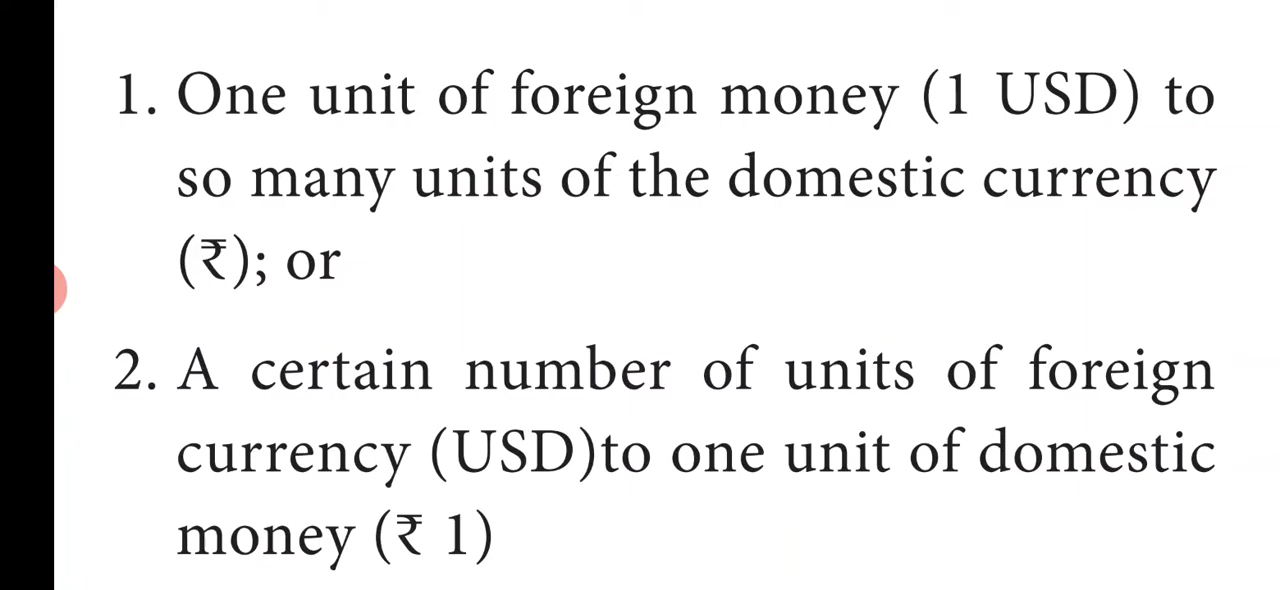 1. One unit of foreign money (1 USD) to
so many units of the domestic currency
(₹); or
2. A certain number of units of foreign
currency (USD)to one unit of domestic
money (₹ 1)